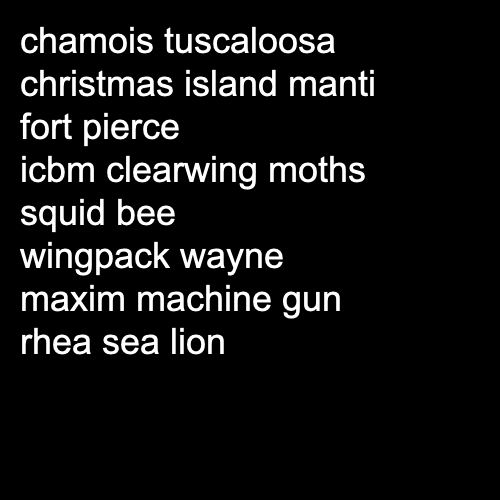 chamois tuscaloosa
christmas island manti
fort pierce
icbm clearwing moths
squid bee
wingpack wayne
maxim machine gun
rhea sea lion